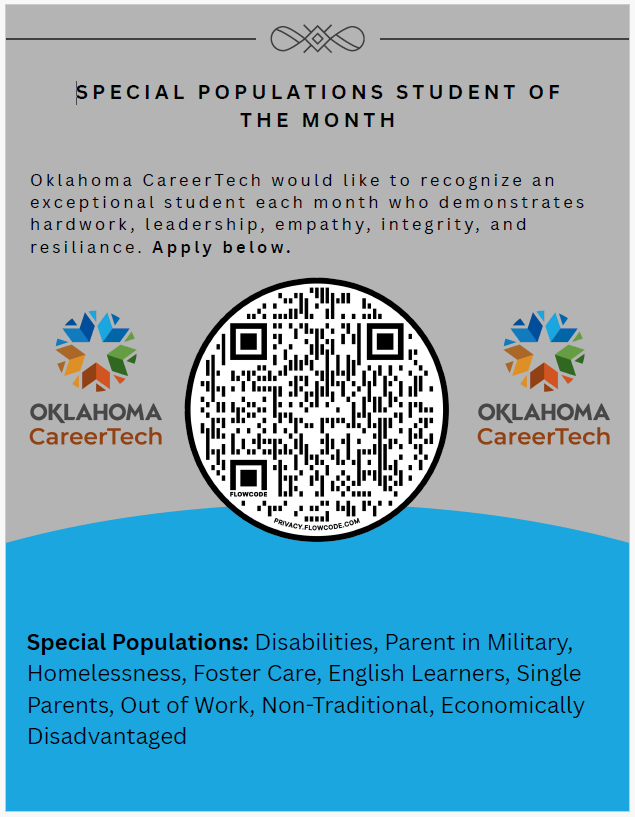 SPECIAL POPULATIONS STUDENT OF
THE MONTH
Oklahoma CareerTech would like to recognize an
exceptional student each month who demonstrates
hardwork, leadership, empathy, integrity, and
resiliance. Apply below.
OKLAHOMA
CareerTech
FLOWCODE
PRIVACY.FLOWCODE.COM
OKLAHOMA
CareerTech
Special Populations: Disabilities, Parent in Military,
Homelessness, Foster Care, English Learners, Single
Parents, Out of Work, Non-Traditional, Economically
Disadvantaged